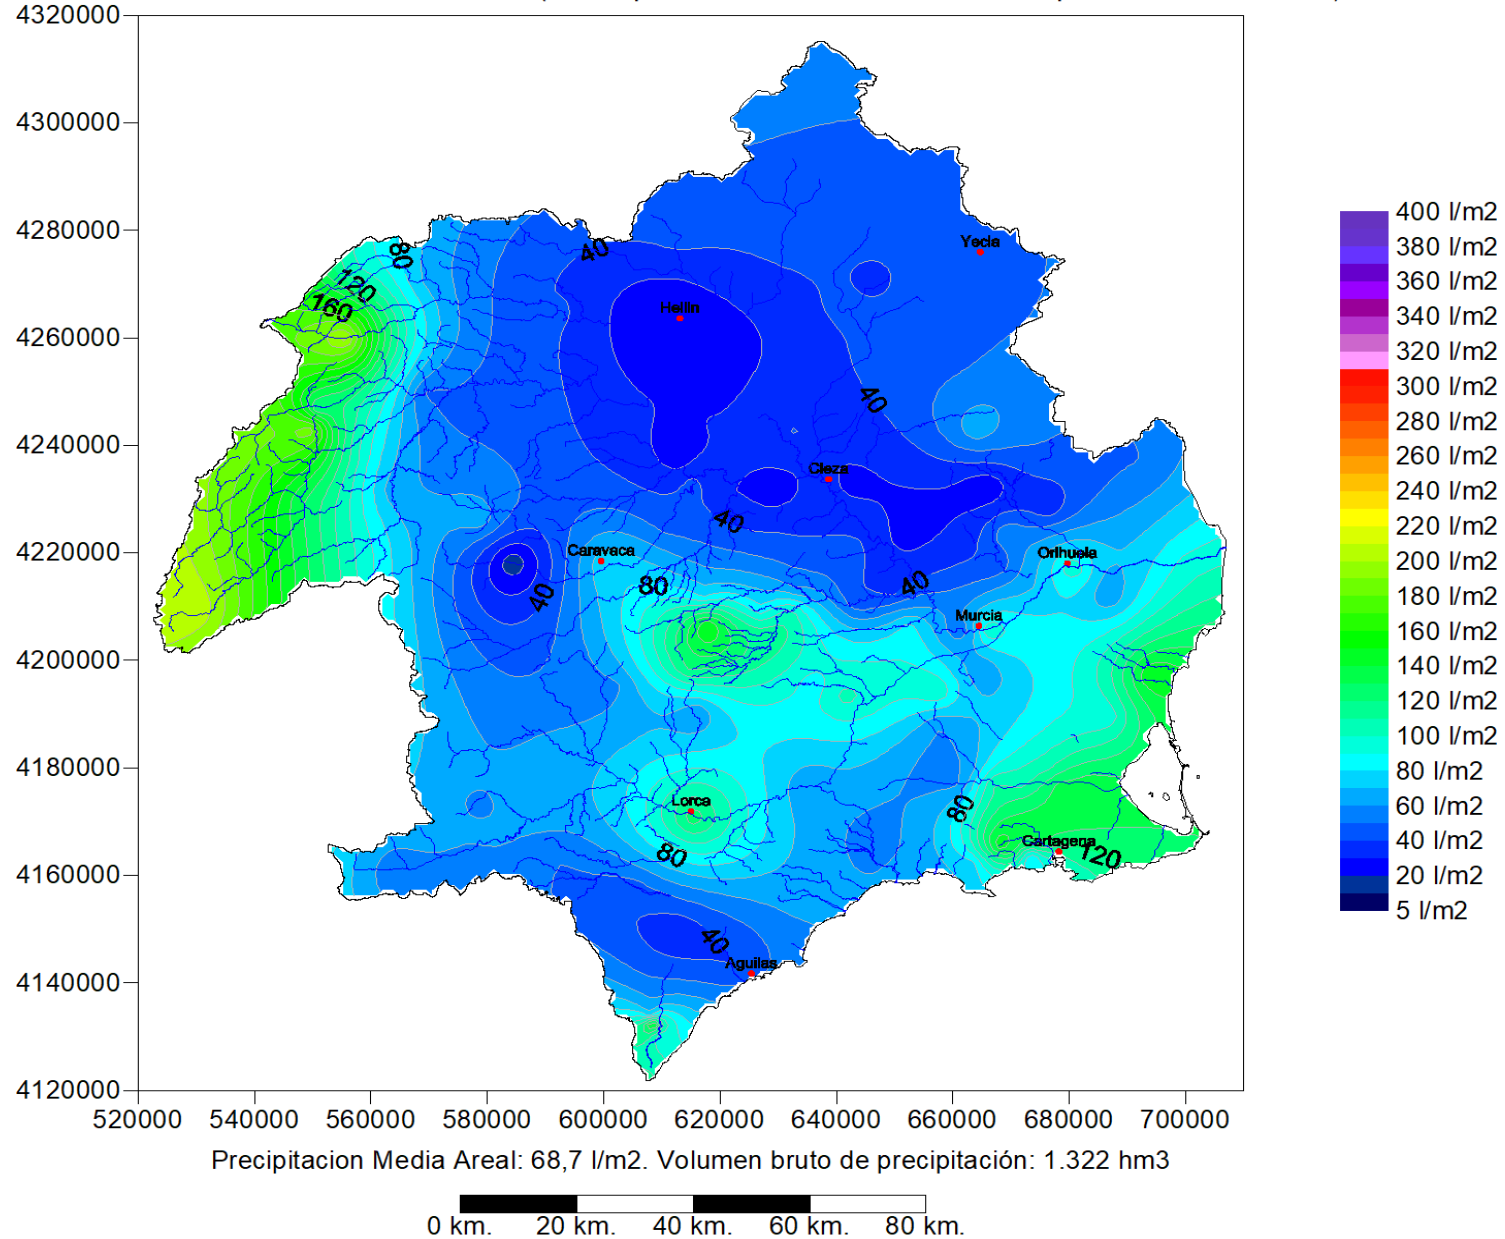 4320000
4300000
4280000
4260000
4240000
4220000
4200000
4180000
4160000
4140000
4120000
520000 540000 560000 580000 600000 620000 640000 660000 680000 700000
40
80
120
160
Yecla
Hellin
40
Cieza
40
Caravaca
Orihuela
80
40
40
Murcia
Lorca
80
80
Cartagena
120
40
Aguilas
400 l/m2
380 l/m2
360 l/m2
340 l/m2
320 l/m2
300 l/m2
280 l/m2
260 l/m2
240 l/m2
220 l/m2
200 l/m2
180 l/m2
160 l/m2
140 l/m2
120 l/m2
100 l/m2
80 l/m2
60 l/m2
40 l/m2
20 l/m2
5 l/m2
Precipitacion Media Areal: 68,7 l/m2. Volumen bruto de precipitación: 1.322 hm3
0 km. 20 km. 40 km. 60 km. 80 km.